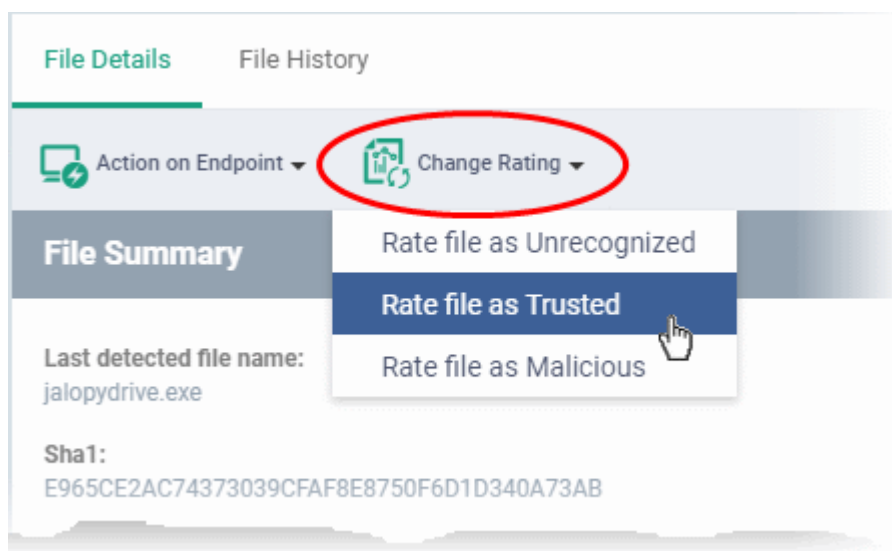 File Details File History
Action on Endpoint Change Rating
File Summary
Rate file as Unrecognized
Rate file as Trusted
Rate file as Malicious
Last detected file name:
jalopydrive.exe
Sha1:
E965CE2AC74373039CFAF8E8750F6D1D340A73AB